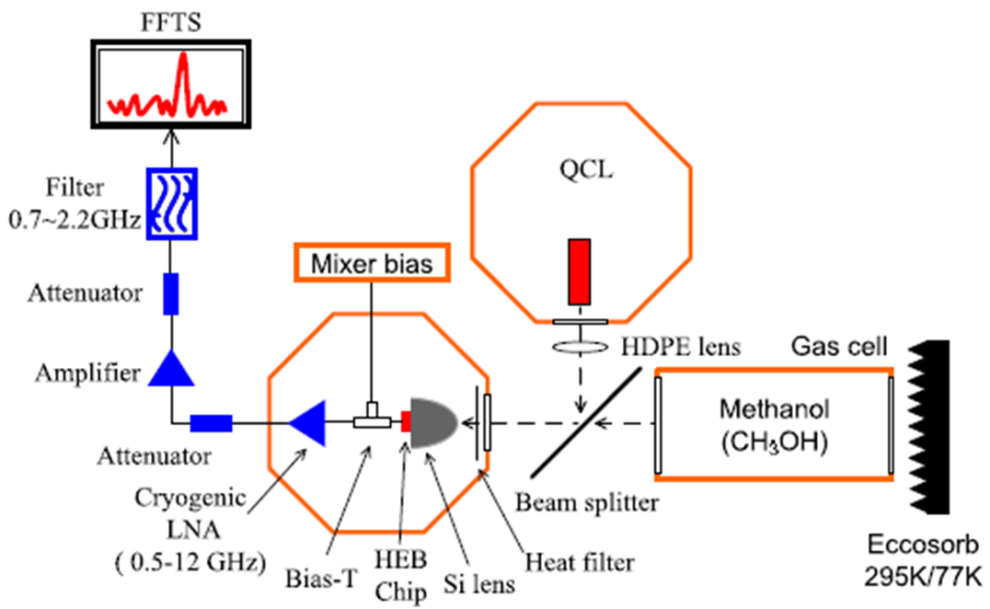 FFTS
QCL
Filter
0.7~2.2GHz
Mixer bias
Attenuator
HDPE lens
Gas cell
Amplifier
Methanol
(CH₃OH)
Attenuator
Cryogenic
LNA
( 0.5-12 GHz)
Bias-T
HEB
Chip
Si lens
Heat filter
Beam splitter
Eccosorb
295K/77K